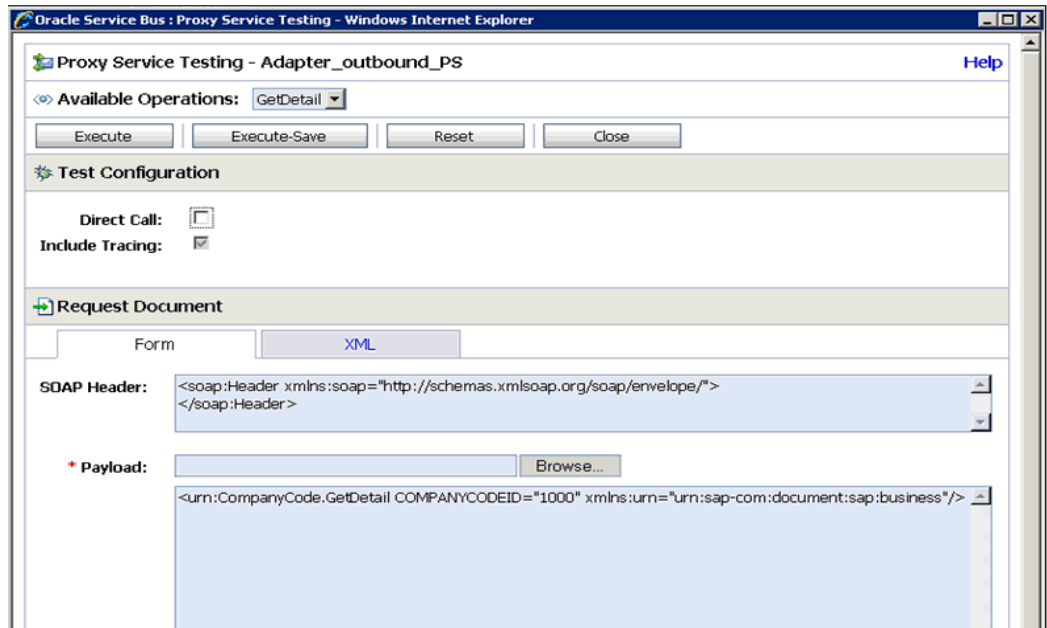 Oracle Service Bus : Proxy Service Testing - Windows Internet Explorer
Proxy Service Testing - Adapter_outbound_PS
Help
Available Operations: GetDetail
Execute Execute-Save Reset Close
Test Configuration
Direct Call:
Include Tracing:
Request Document
Form XML
SOAP Header: <soap:Header xmlns:soap="http://schemas.xmlsoap.org/soap/envelope/">
</soap:Header>
* Payload: Browse...
<urn:CompanyCode.GetDetail COMPANYCODEID="1000" xmlns:urn="urn:sap-com:document:sap:business"/>